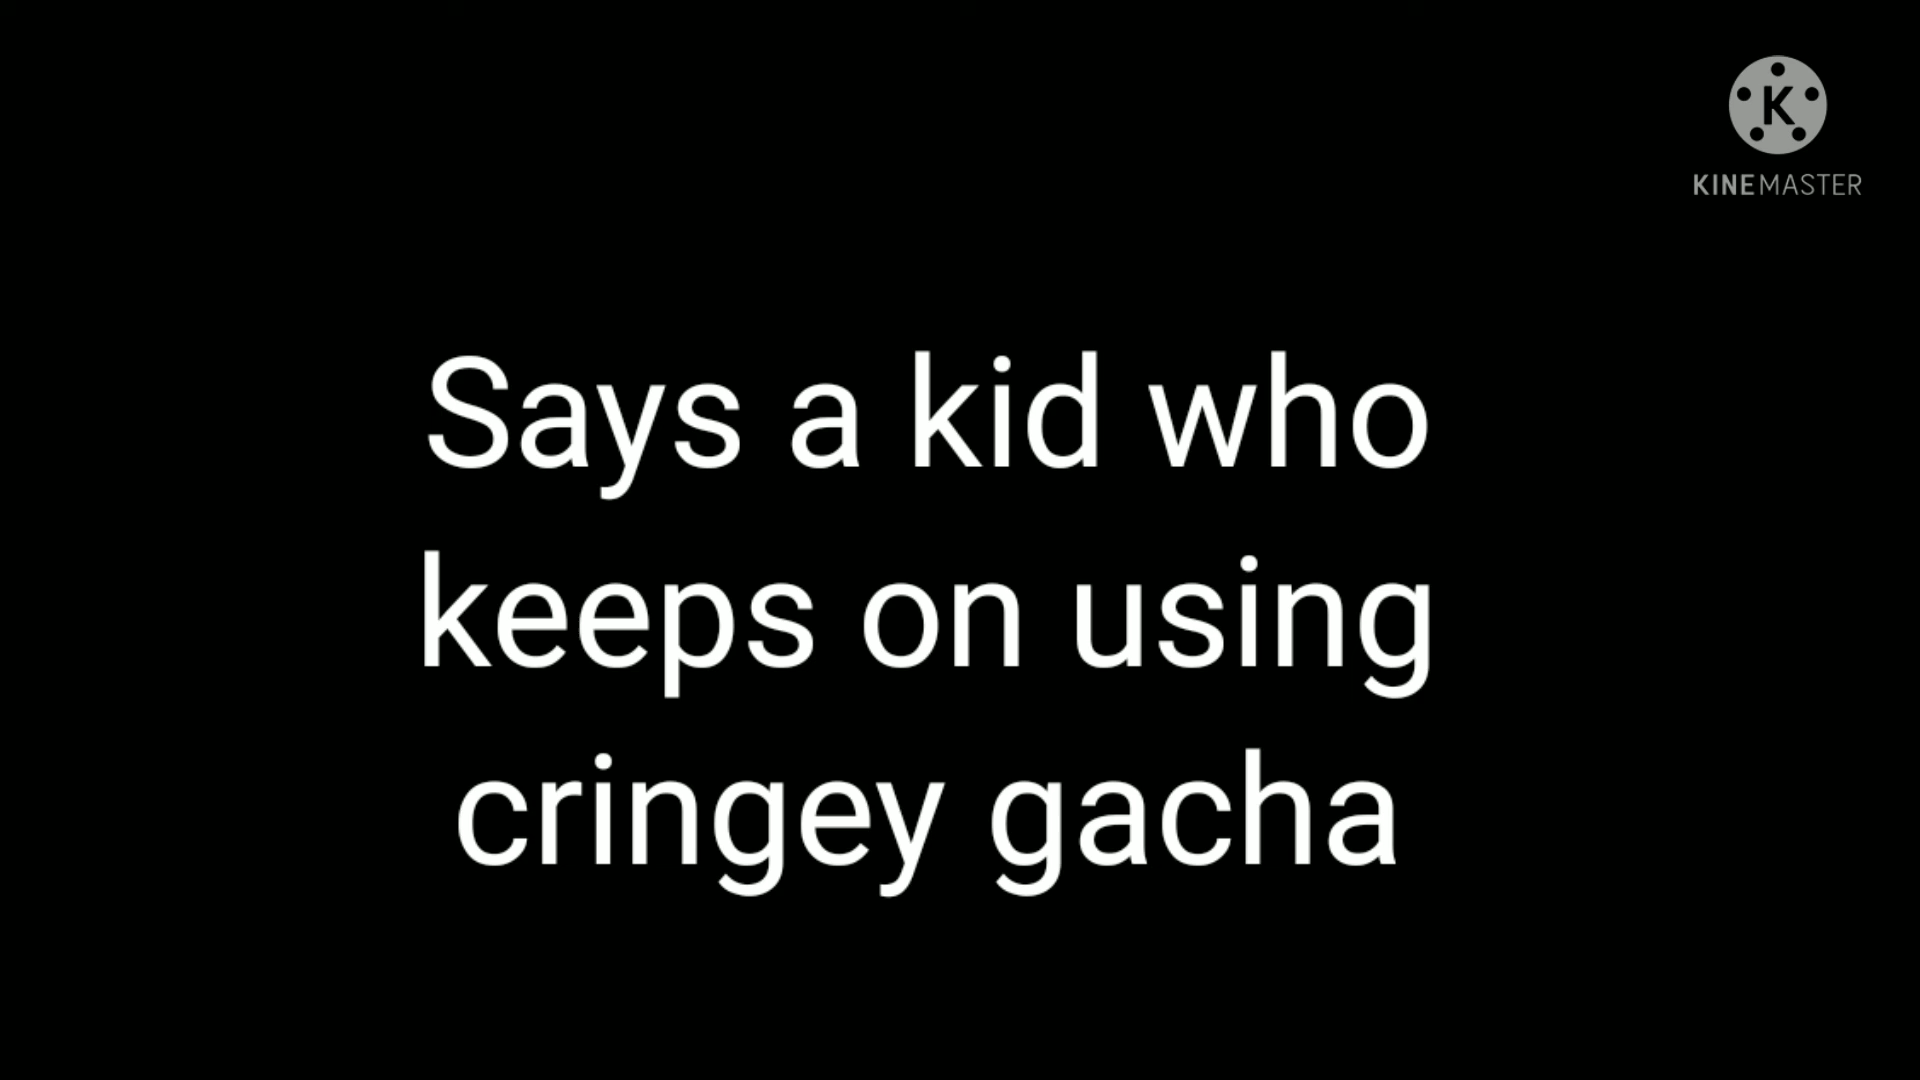 K
KINEMASTER
Says a kid who
keeps on using
cringey gacha